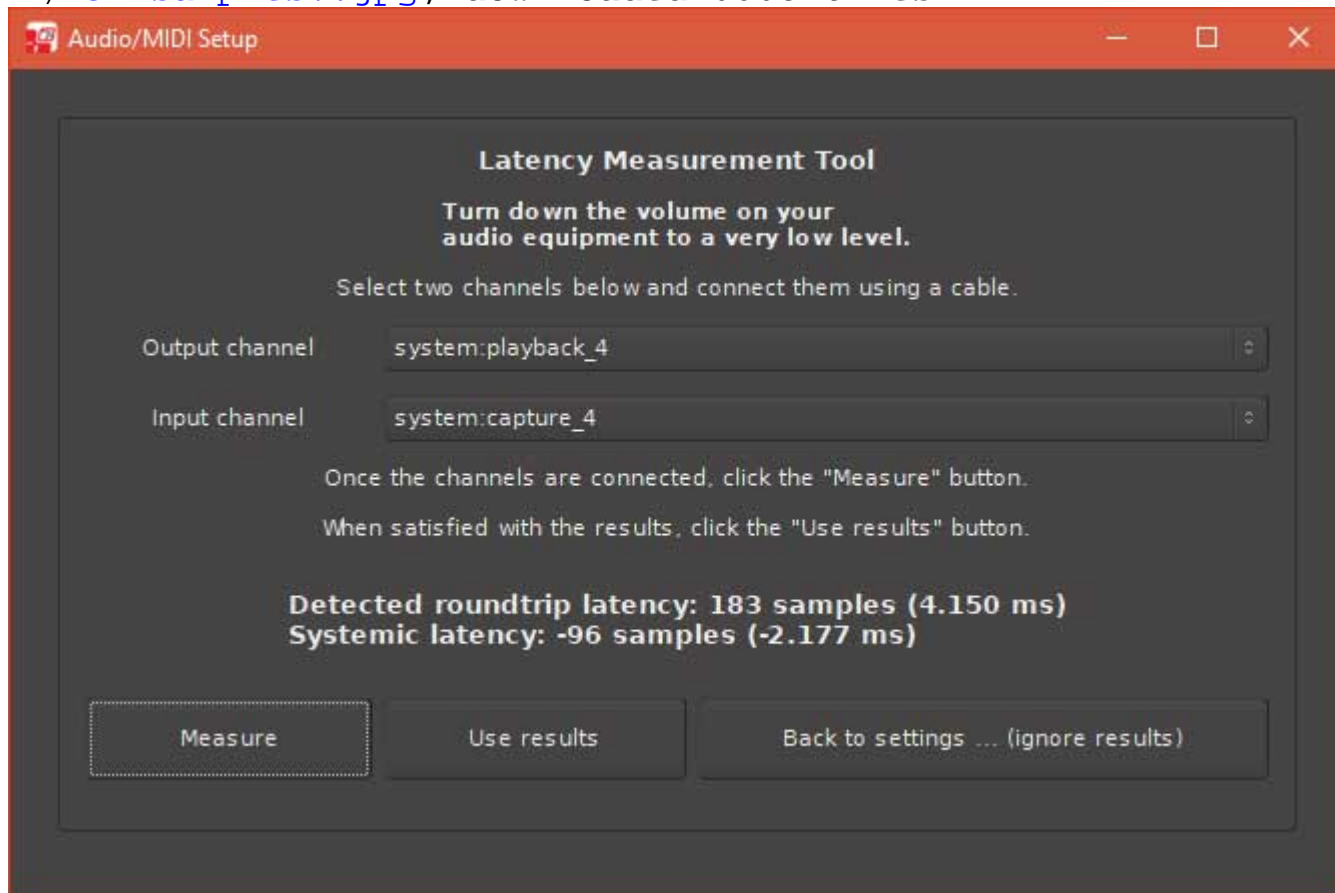 Audio/MIDI Setup
Latency Measurement Tool
Turn down the volume on your
audio equipment to a very low level.
Select two channels below and connect them using a cable.
Output channel system:playback_4
Input channel system:capture_4
Once the channels are connected, click the "Measure" button.
When satisfied with the results, click the "Use results" button.
Detected roundtrip latency: 183 samples (4.150 ms)
Systemic latency: -96 samples (-2.177 ms)
Measure Use results Back to settings ... (ignore results)